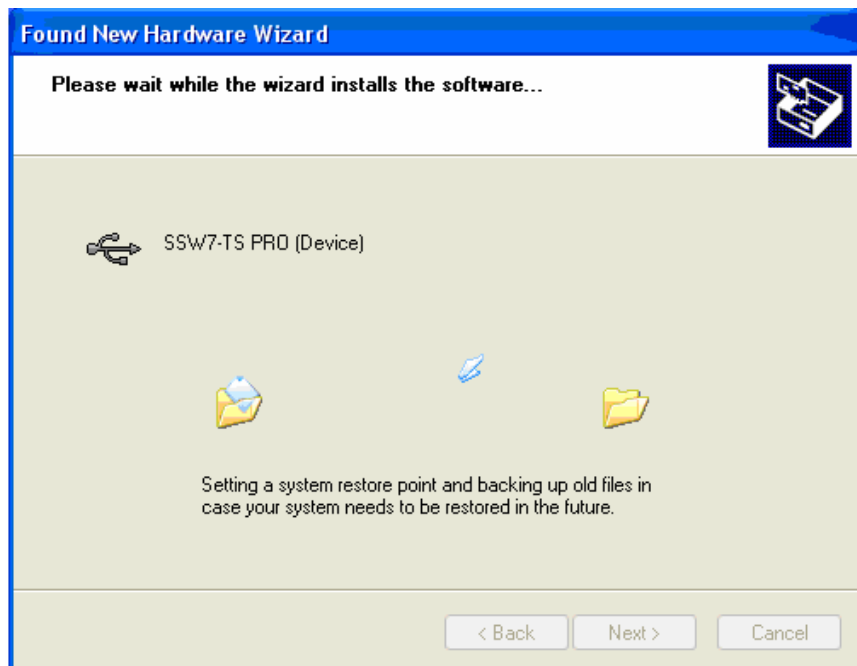 Found New Hardware Wizard
Please wait while the wizard installs the software...
SSW7-TS PRO (Device)
Setting a system restore point and backing up old files in
case your system needs to be restored in the future.
< Back Next > Cancel